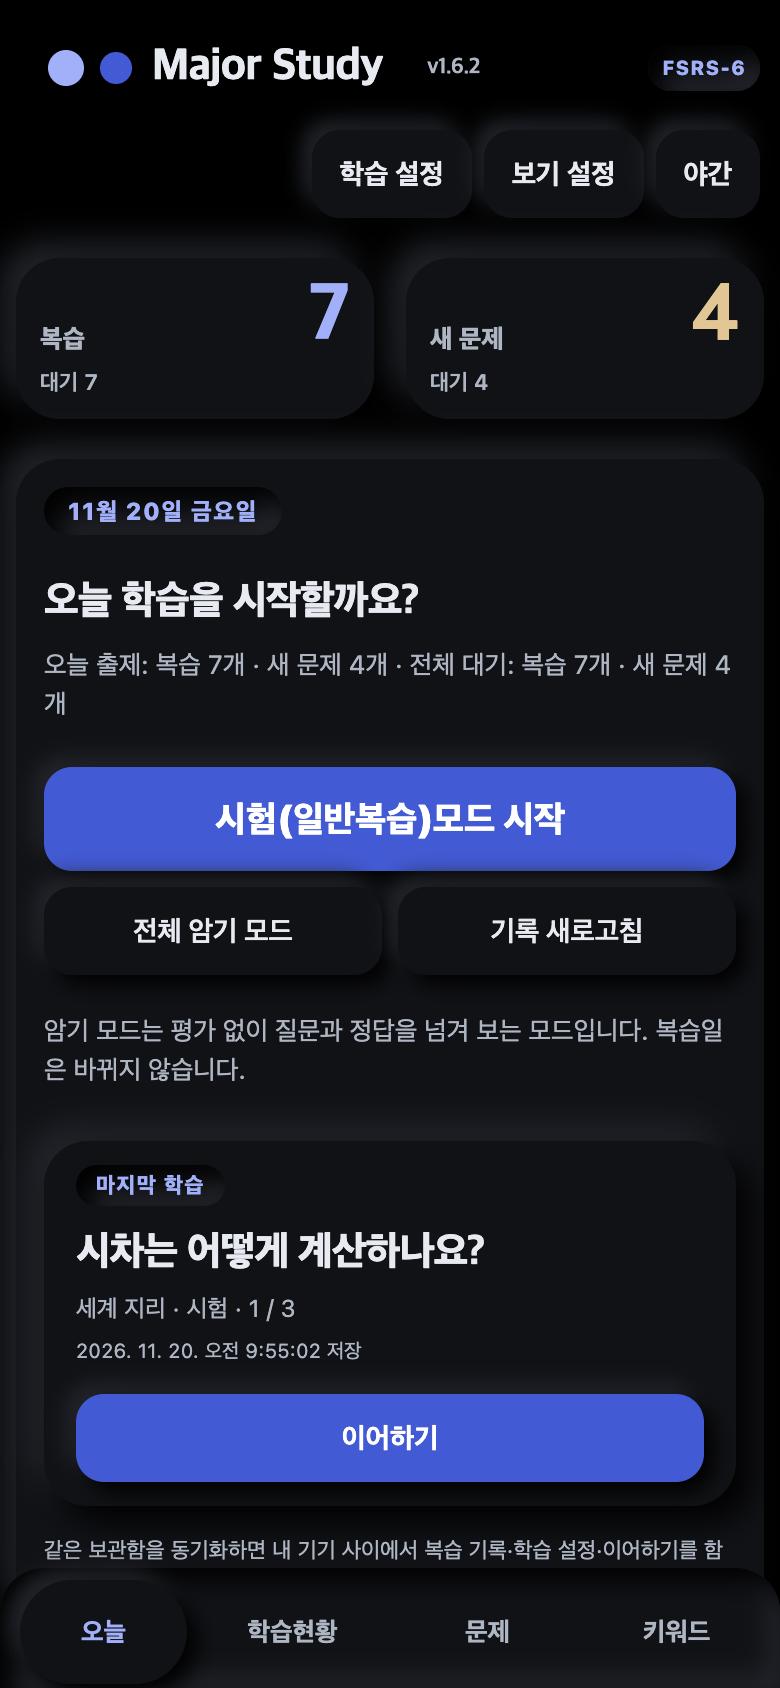 Major Study v1.6.2 FSRS-6
학습 설정 보기 설정 야간
복습 7
대기 7
새 문제 4
대기 4
11월 20일 금요일
오늘 학습을 시작할까요?
오늘 출제: 복습 7개 · 새 문제 4개 · 전체 대기: 복습 7개 · 새 문제 4
개
시험(일반복습)모드 시작
전체 암기 모드 기록 새로고침
암기 모드는 평가 없이 질문과 정답을 넘겨 보는 모드입니다. 복습일
은 바뀌지 않습니다.
마지막 학습
시차는 어떻게 계산하나요?
세계 지리 · 시험 · 1 / 3
2026. 11. 20. 오전 9:55:02 저장
이어하기
같은 보관함을 동기화하면 내 기기 사이에서 복습 기록·학습 설정·이어하기를 함
오늘 학습현황 문제 키워드